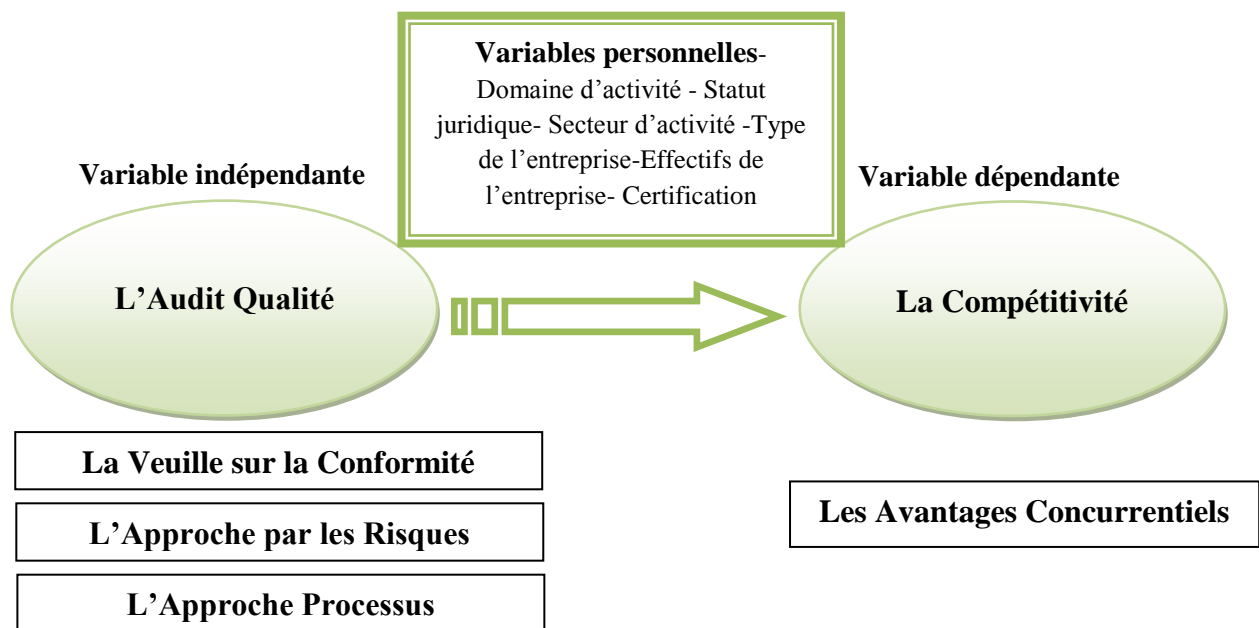 Variables personnelles-
Domaine d’activité - Statut
juridique- Secteur d’activité -Type
de l’entreprise-Effectifs de
l’entreprise- Certification
Variable indépendante
Variable dépendante
L’Audit Qualité
La Compétitivité
La Veuille sur la Conformité
L’Approche par les Risques
L’Approche Processus
Les Avantages Concurrentiels